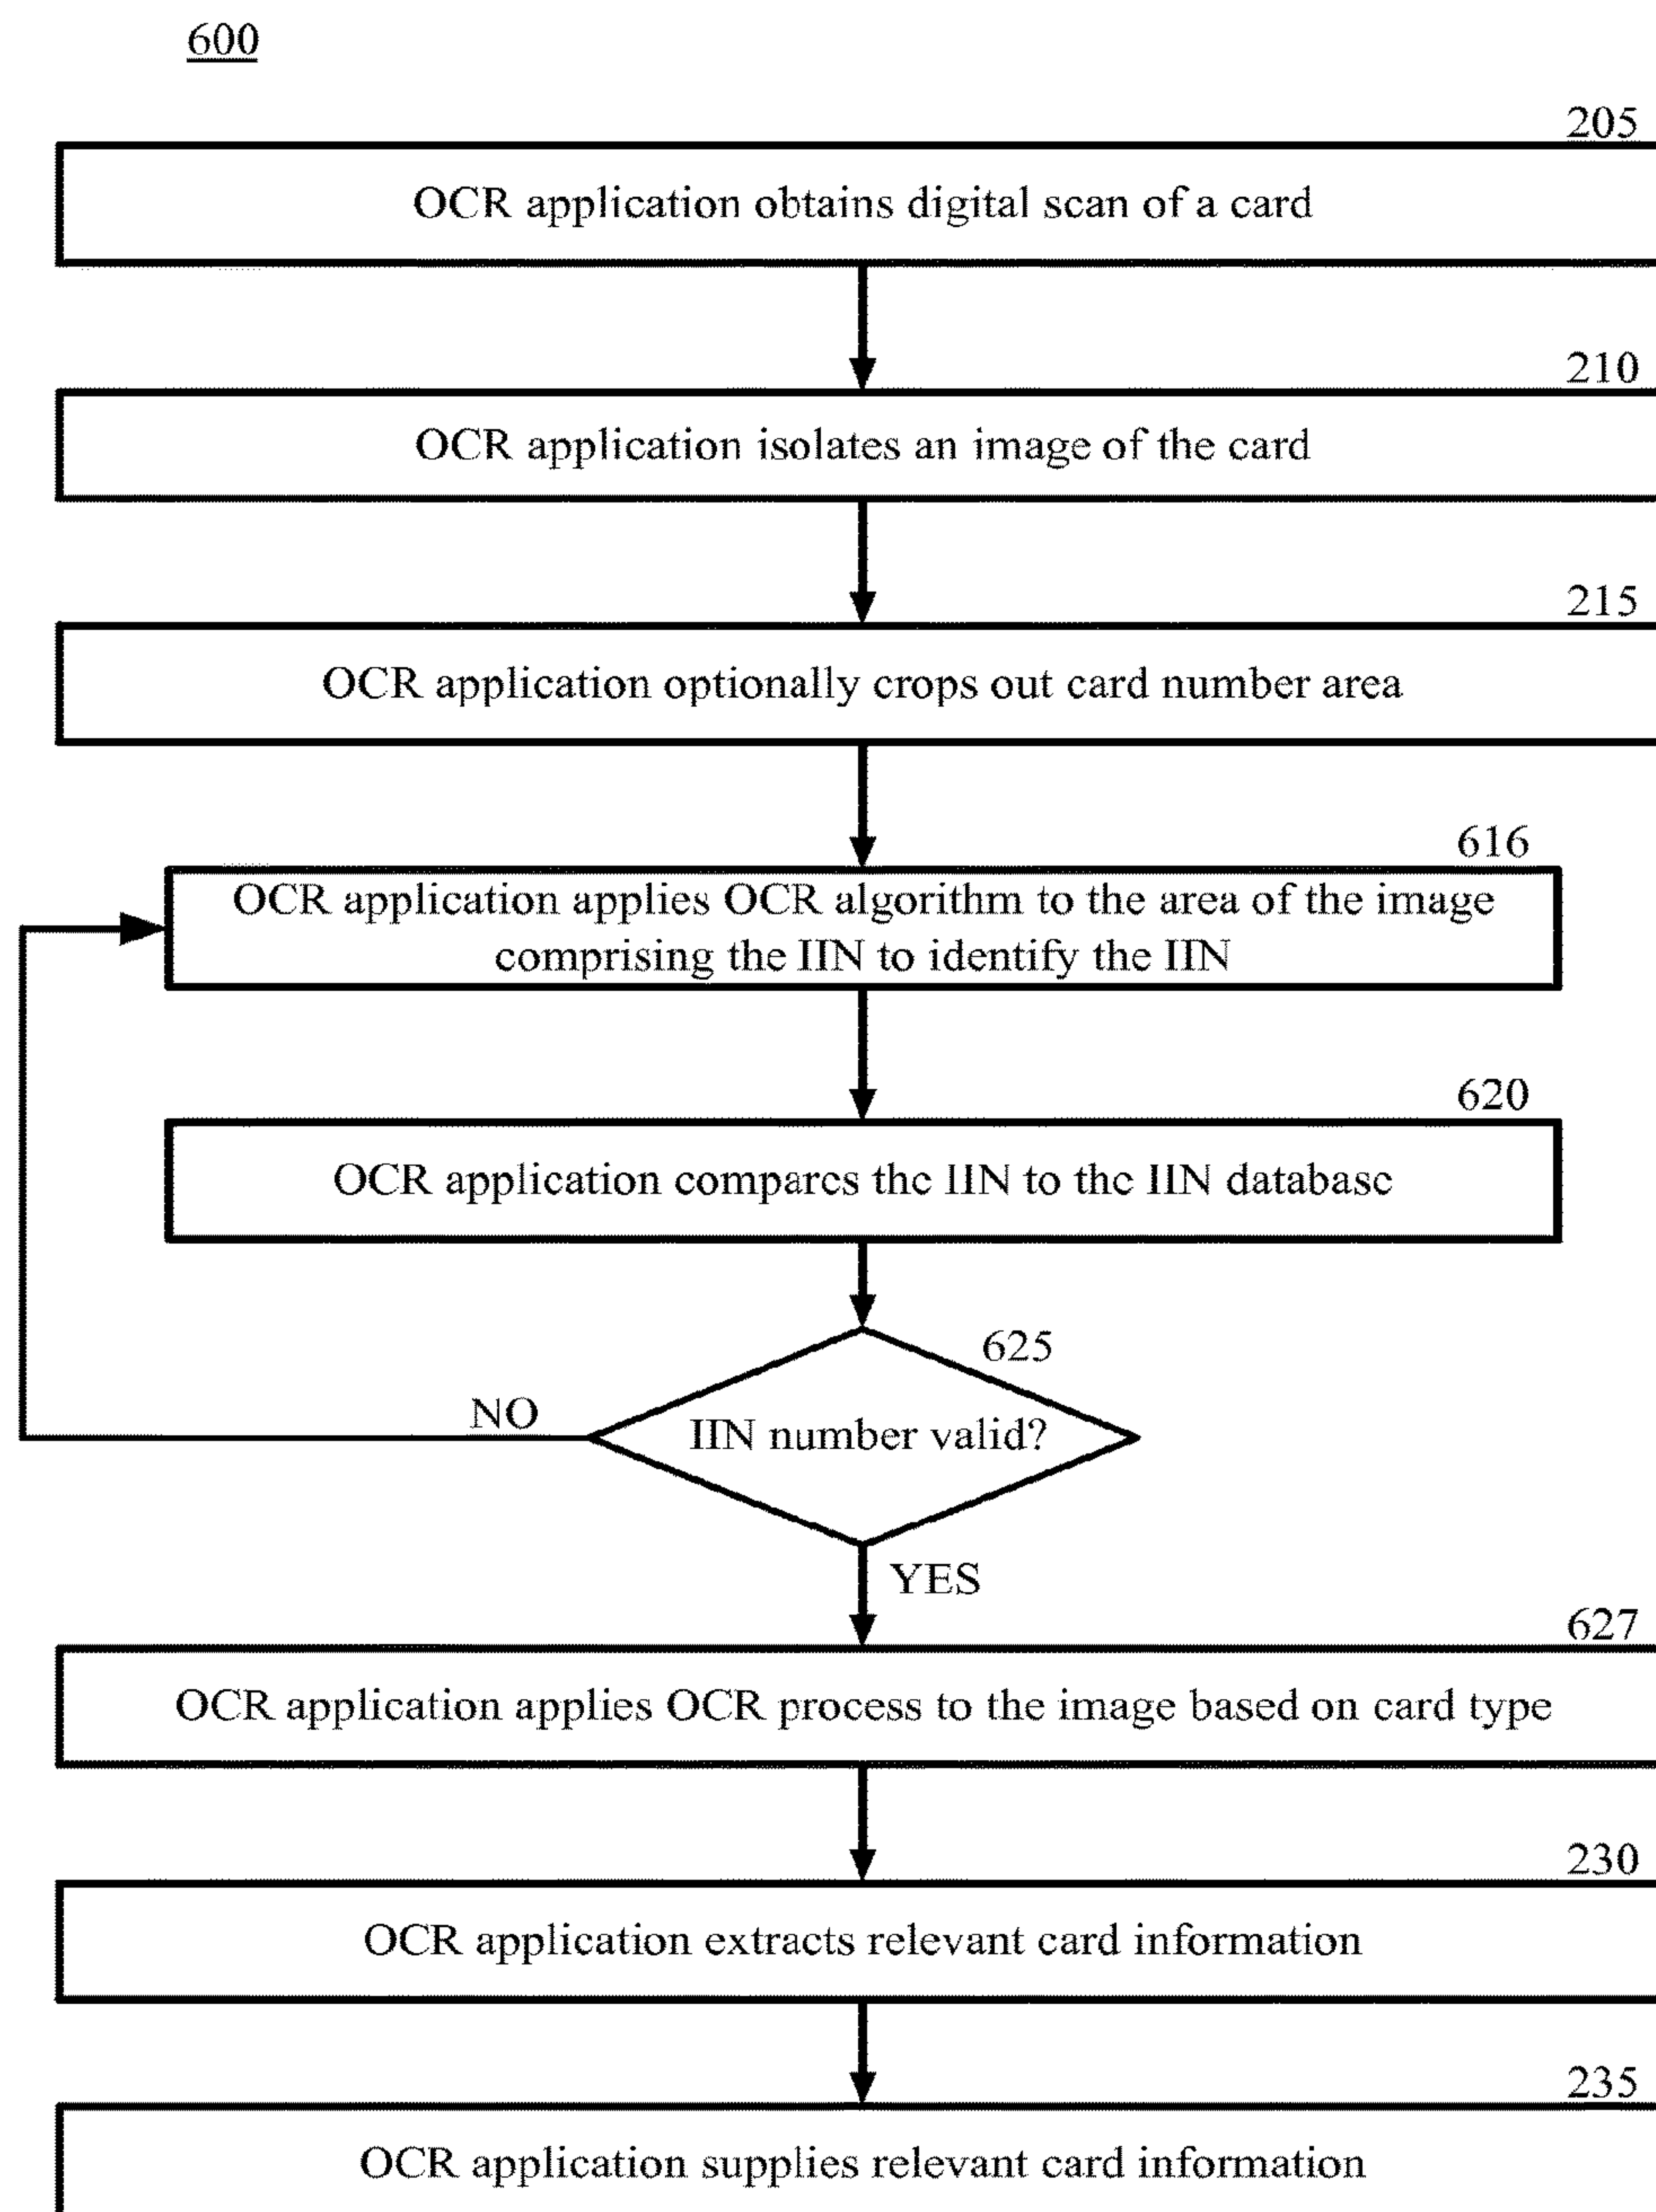 600
205
OCR application obtains digital scan of a card
210
OCR application isolates an image of the card
215
OCR application optionally crops out card number area
616
OCR application applies OCR algorithm to the area of the image
comprising the IIN to identify the IIN
620
OCR application compares the IIN to the IIN database
625
IIN number valid?
NO
YES
627
OCR application applies OCR process to the image based on card type
230
OCR application extracts relevant card information
235
OCR application supplies relevant card information